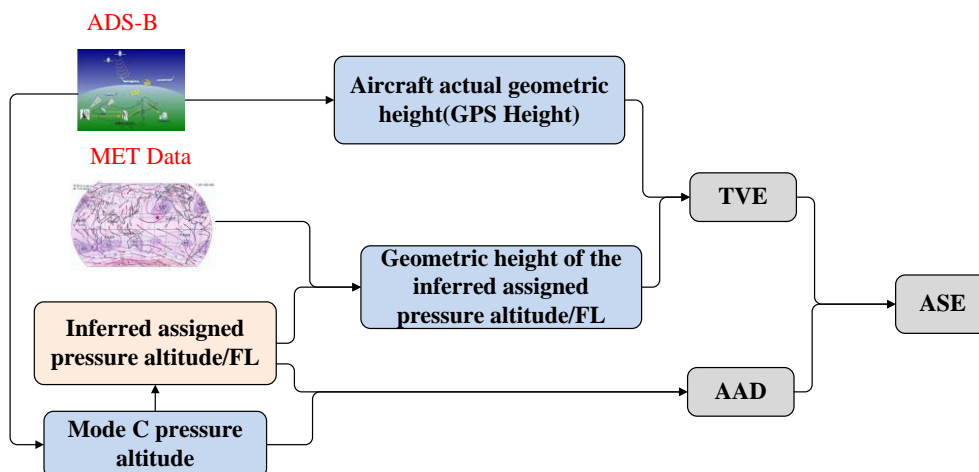 ADS-B
Aircraft actual geometric
height(GPS Height)
MET Data
TVE
Geometric height of the
inferred assigned
pressure altitude/FL
ASE
Inferred assigned
pressure altitude/FL
AAD
Mode C pressure
altitude